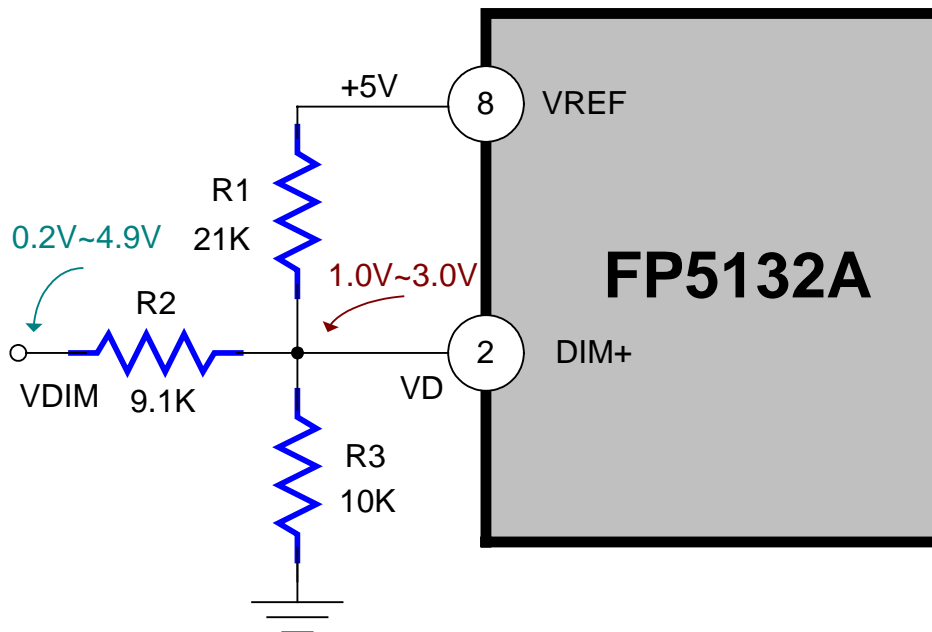 +5V
8
VREF
R1
21K
0.2V~4.9V
1.0V~3.0V
FP5132A
R2
9.1K
VDIM
VD
2
DIM+
R3
10K